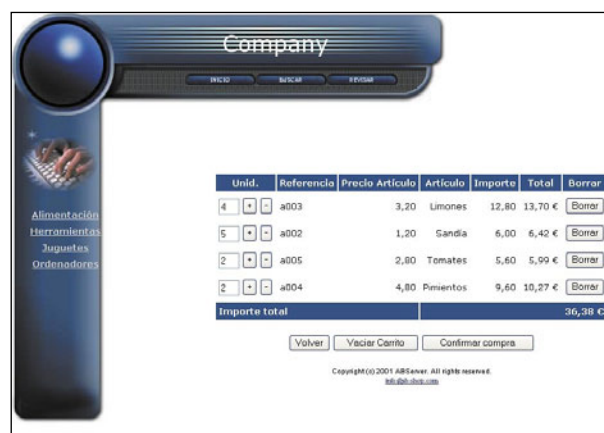 Company
INICIO BUSCAR REVISAR
Alimentación
Herramientas
Juguetes
Ordenadores
Unid. Referencia Precio Artículo Artículo Importe Total Borrar
4 + - a003 3,20 Limones 12,80 13,70 € Borrar
5 + - a002 1,20 Sandía 6,00 6,42 € Borrar
2 + - a005 2,80 Tomates 5,60 5,99 € Borrar
2 + - a004 4,80 Pimientos 9,60 10,27 € Borrar
Importe total 36,38 €
Volver Vaciar Carrito Confirmar compra
Copyright (c) 2001 ABServer. All rights reserved.